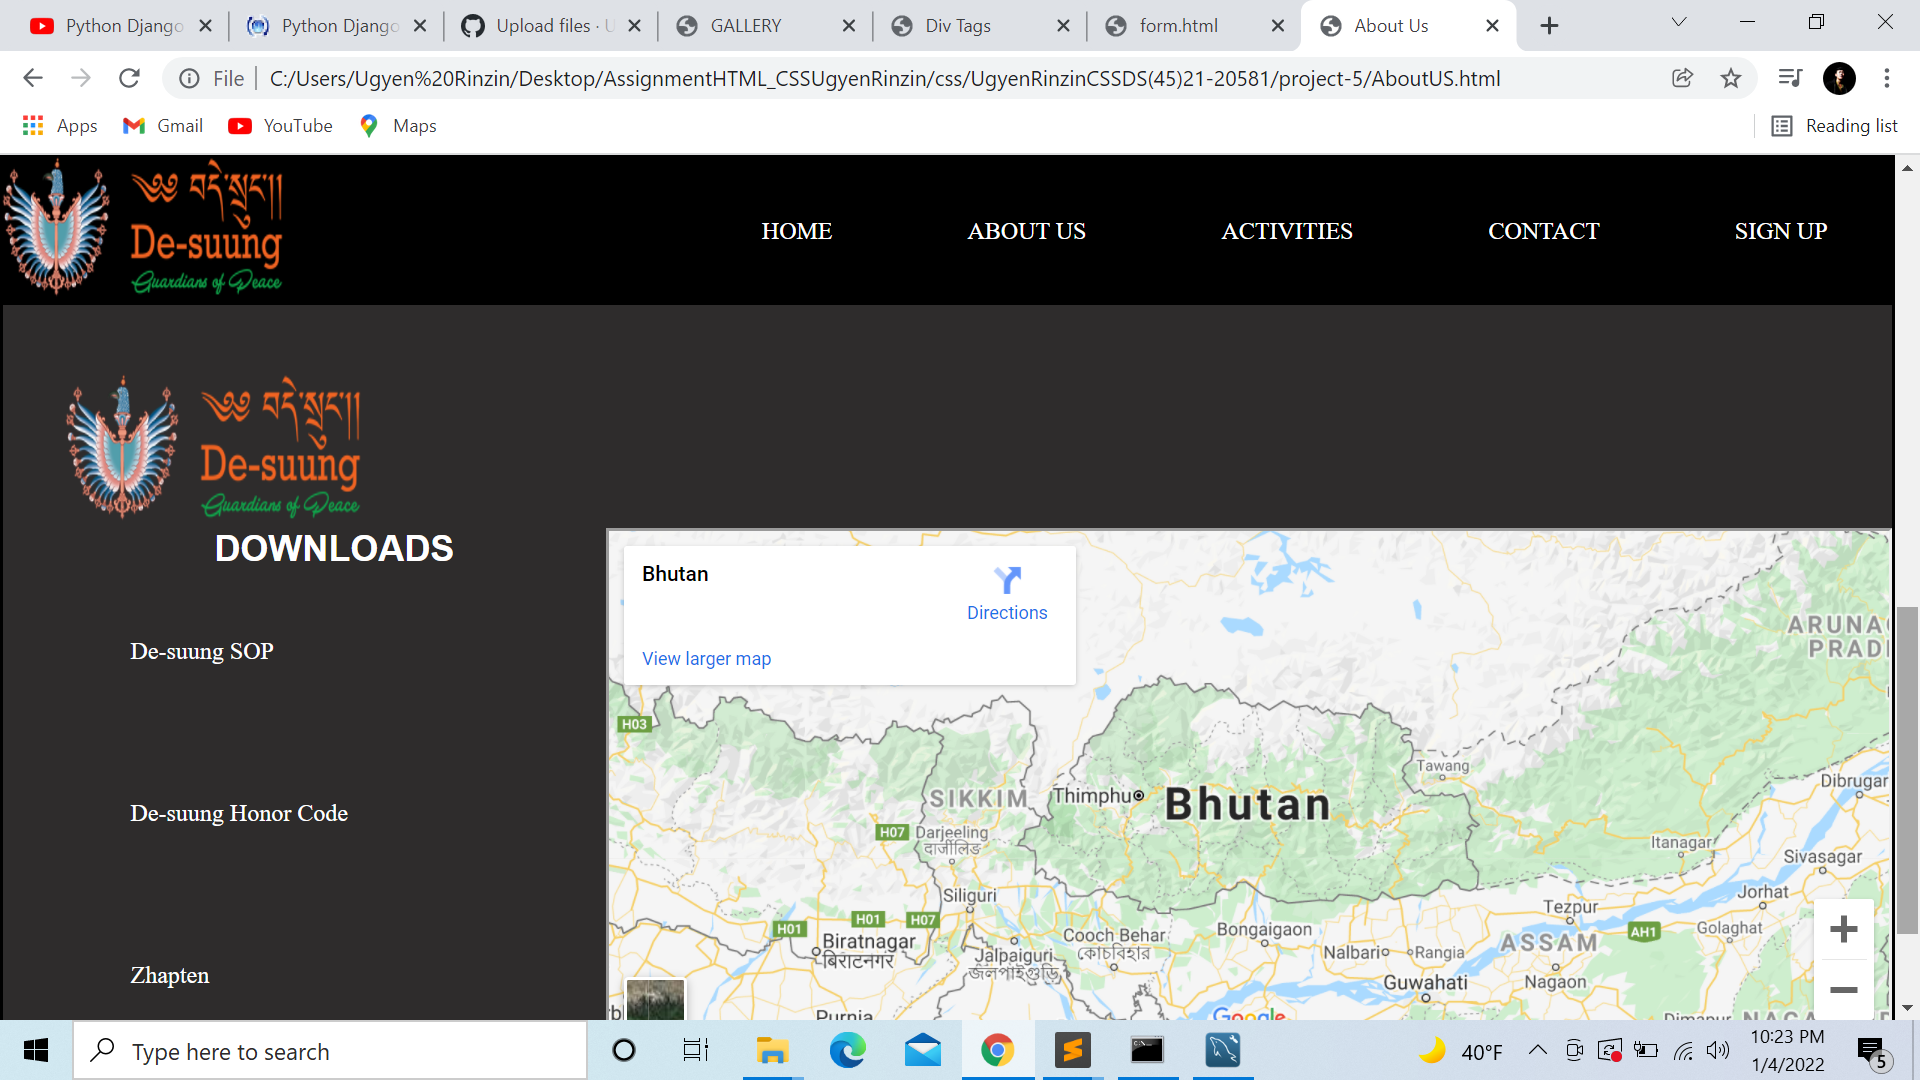 Python Django
Python Django
Upload files · U
GALLERY
Div Tags
form.html
About Us
File
C:/Users/Ugyen%20Rinzin/Desktop/AssignmentHTML_CSSUgyenRinzin/css/UgyenRinzinCSSDS(45)21-20581/project-5/AboutUS.html
Apps
Gmail
YouTube
Maps
Reading list
De-suung
Guardians of Peace
HOME
ABOUT US
ACTIVITIES
CONTACT
SIGN UP
De-suung
Guardians of Peace
DOWNLOADS
De-suung SOP
De-suung Honor Code
Zhapten
Bhutan
Directions
View larger map
ARUNA
PRAD
H03
Tawang
Dibrugar
SIKKIM
Thimphu
Bhutan
H07
Darjeeling
দার্জীলিঙ
Itanagar
Sivasagar
Siliguri
Jorhat
Tezpur
H01
H07
H01
Biratnagar
बिराटनगर
Cooch Behar
কোচবিহার
Bongaigaon
Nalbari
Rangia
ASSAM
AH1
Golaghat
Jalpaiguri
জলপাইগুড়ি
Guwahati
Nagaon
Purnia
Google
Dimapur
NAGA
Type here to search
40°F
10:23 PM
1/4/2022
5